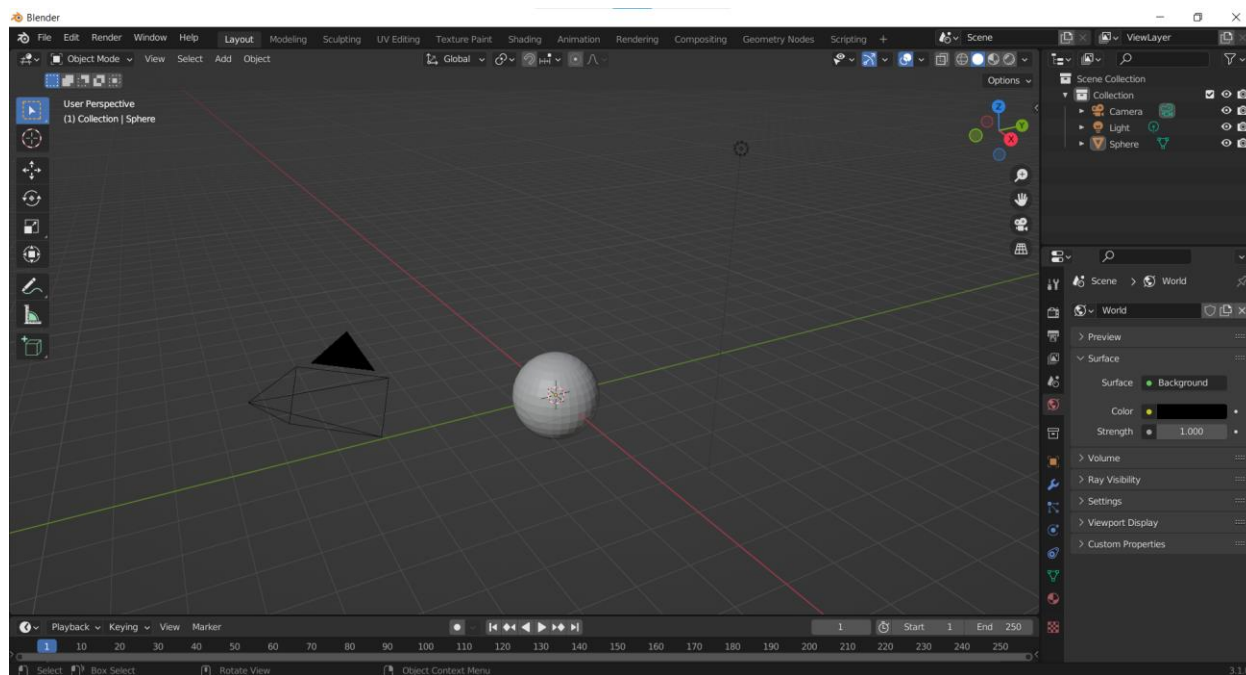 Blender
File Edit Render Window Help Layout Modeling Sculpting UV Editing Texture Paint Shading Animation Rendering Compositing Geometry Nodes Scripting + Scene ViewLayer
Object Mode View Select Add Object Global
Options
User Perspective
(1) Collection | Sphere
Z
Y
X
Scene Collection
Collection
Camera
Light
Sphere
Scene > World
World
Preview
Surface
Surface Background
Color
Strength 1.000
Volume
Ray Visibility
Settings
Viewport Display
Custom Properties
Playback Keying View Marker 1 Start 1 End 250
1 10 20 30 40 50 60 70 80 90 100 110 120 130 140 150 160 170 180 190 200 210 220 230 240 250
Select Box Select Rotate View Object Context Menu